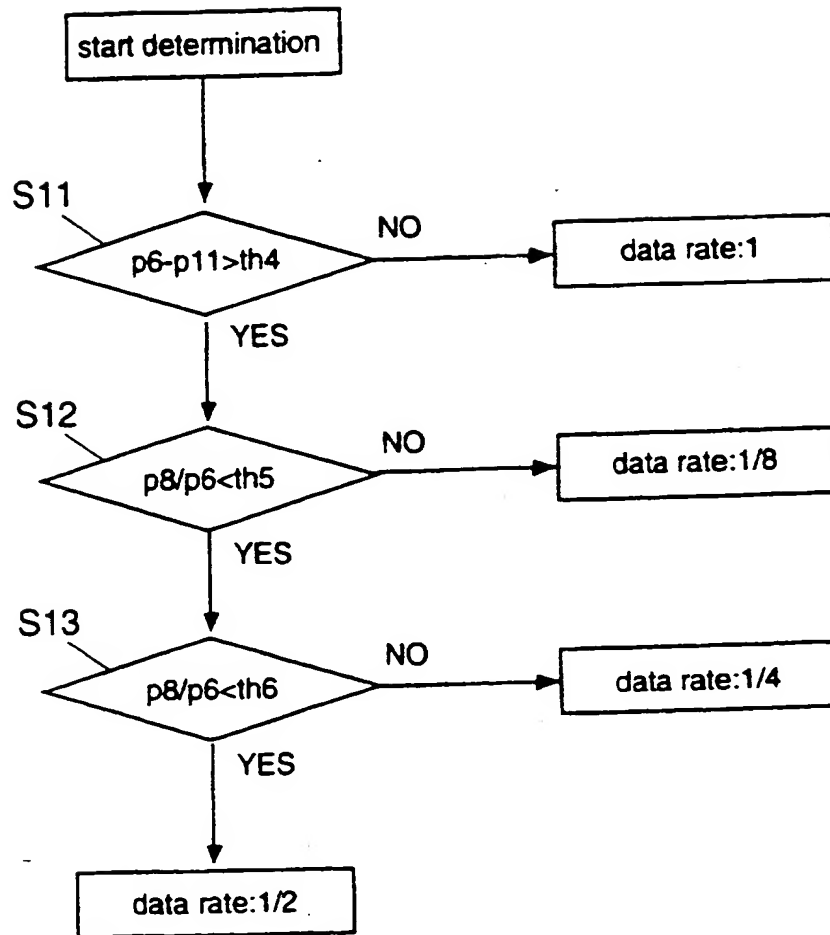 start determination
S11
p6-p11>th4
NO
data rate:1
YES
S12
p8/p6<th5
NO
data rate:1/8
YES
S13
p8/p6<th6
NO
data rate:1/4
YES
data rate:1/2